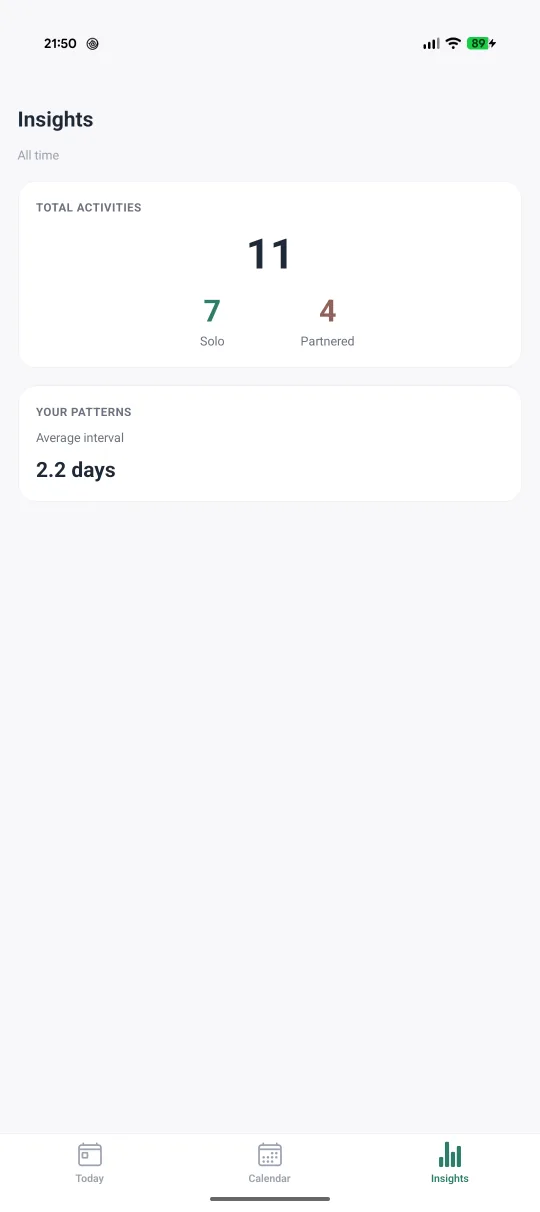 21:50
89
Insights
All time
TOTAL ACTIVITIES
11
7 4
Solo Partnered
YOUR PATTERNS
Average interval
2.2 days
Today Calendar Insights